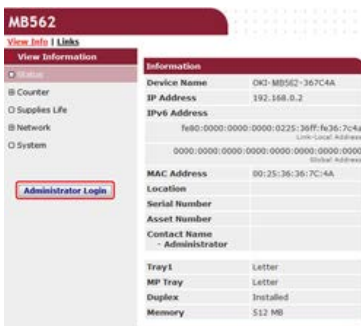 MB562
View Info | Links
View Information
Status
Counter
Supplies Life
Network
System
Administrator Login
Information
Device Name OKI-MB562-367C4A
IP Address 192.168.0.2
IPv6 Address
fe80:0000:0000:0000:0225:36ff:fe36:7c4a
Link-Local Address
0000:0000:0000:0000:0000:0000:0000:0000
Global Address
MAC Address 00:25:36:36:7C:4A
Location
Serial Number
Asset Number
Contact Name
- Administrator
Tray1 Letter
MP Tray Letter
Duplex Installed
Memory 512 MB